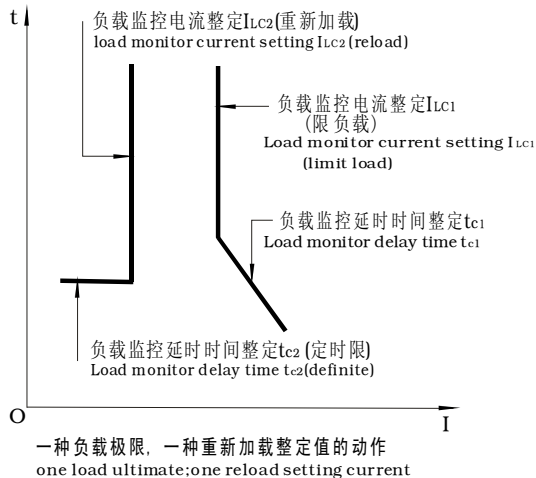 t
负载监控电流整定ILC2(重新加载)
load monitor current setting ILC2 (reload)
负载监控电流整定ILC1
(限负载)
Load monitor current setting ILC1
(limit load)
负载监控延时时间整定tc1
Load monitor delay time tc1
负载监控延时时间整定tc2 (定时限)
Load monitor delay time tc2(definite)
O
I
一种负载极限，一种重新加载整定值的动作
one load ultimate;one reload setting current